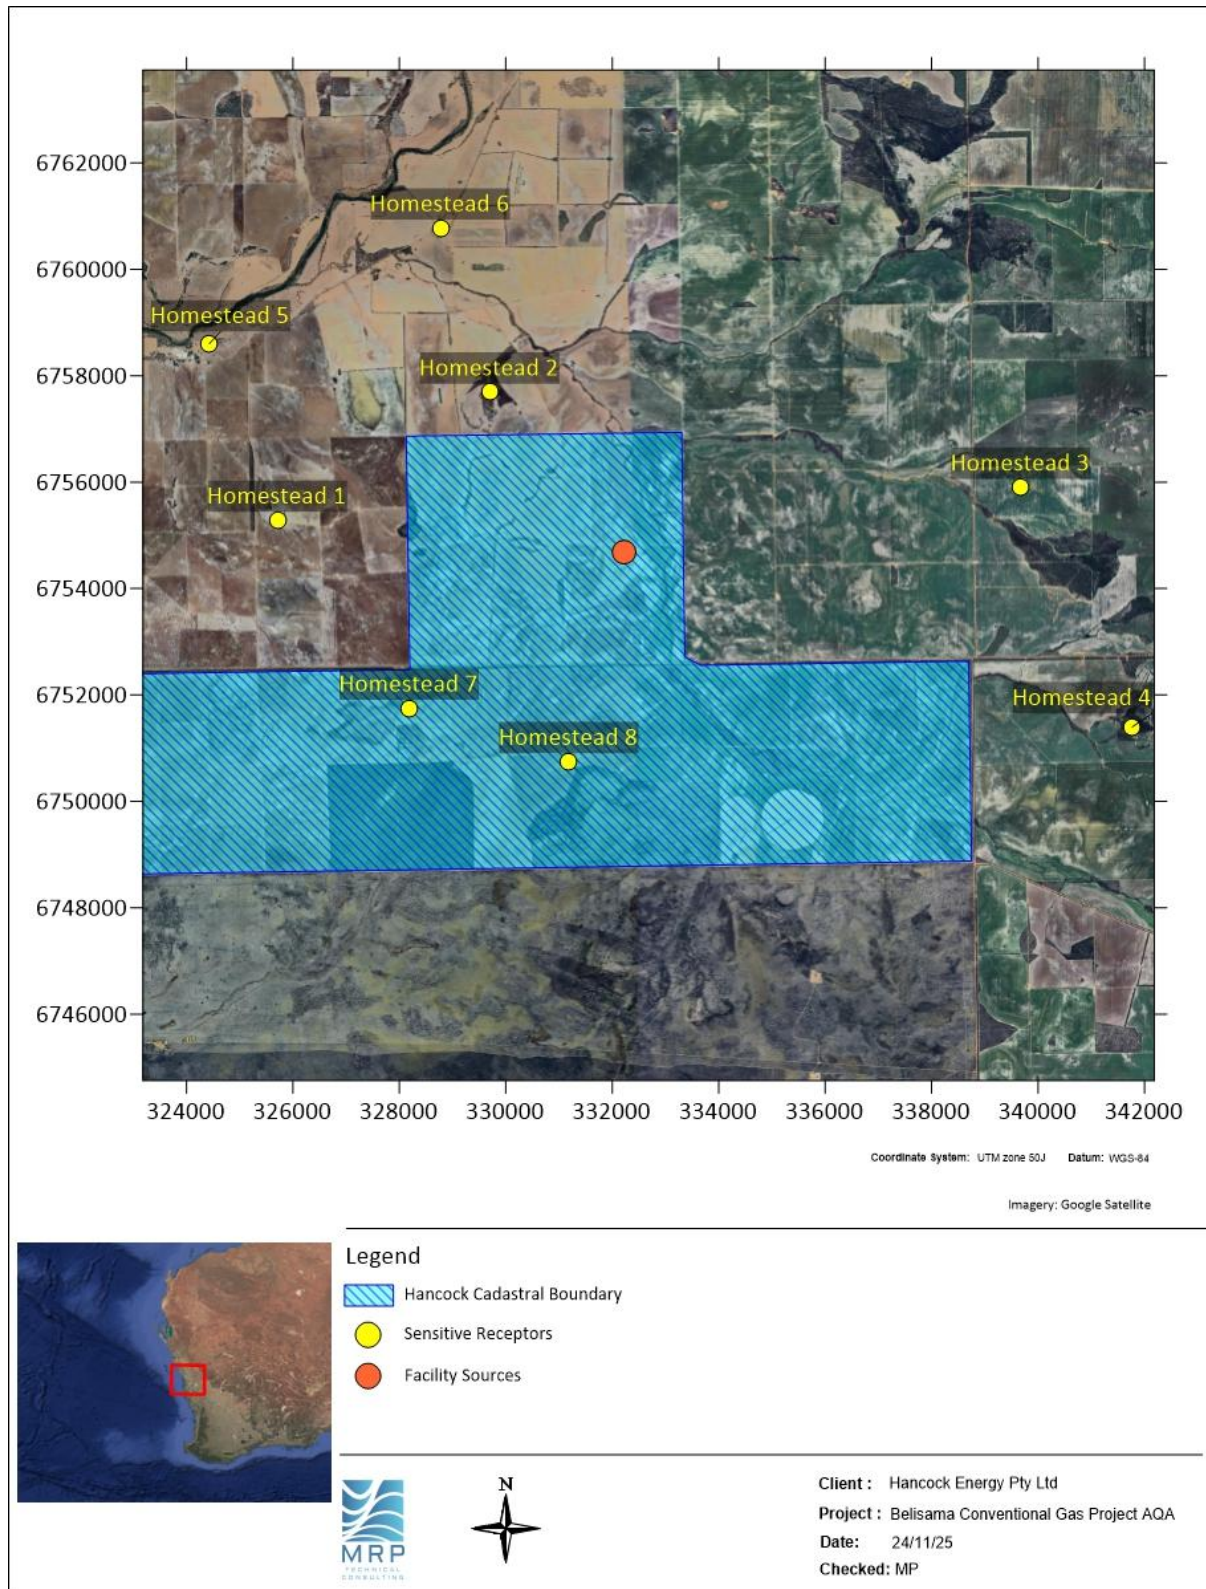 6762000
6760000
6758000
6756000
6754000
6752000
6750000
6748000
6746000
Homestead 6
Homestead 5
Homestead 2
Homestead 3
Homestead 1
Homestead 7
Homestead 4
Homestead 8
324000 326000 328000 330000 332000 334000 336000 338000 340000 342000
Coordinate System: UTM zone 50J Datum: WGS-84
Imagery: Google Satellite
Legend
Hancock Cadastral Boundary
Sensitive Receptors
Facility Sources
MRP
TECHNICAL
CONSULTING
N
Client : Hancock Energy Pty Ltd
Project : Belisama Conventional Gas Project AQA
Date: 24/11/25
Checked: MP